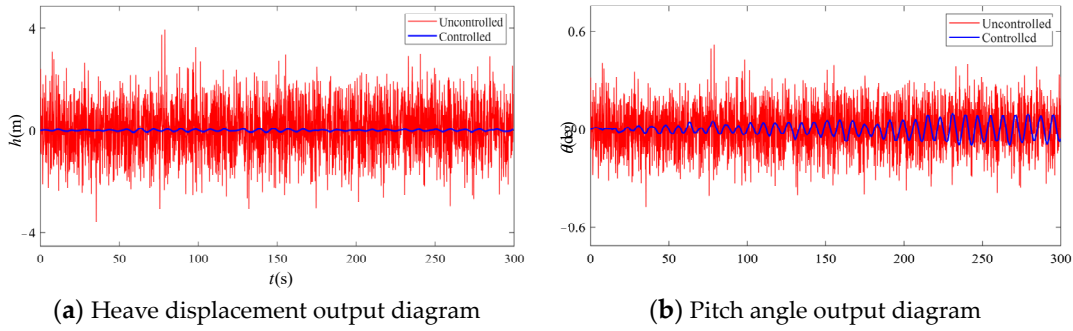 4
0
-4
h(m)
Uncontrolled
Controlled
0 50 100 150 200 250 300
t(s)
(a) Heave displacement output diagram
0.6
0.0
-0.6
Uncontrolled
Controlled
0 50 100 150 200 250 300
t(s)
(b) Pitch angle output diagram